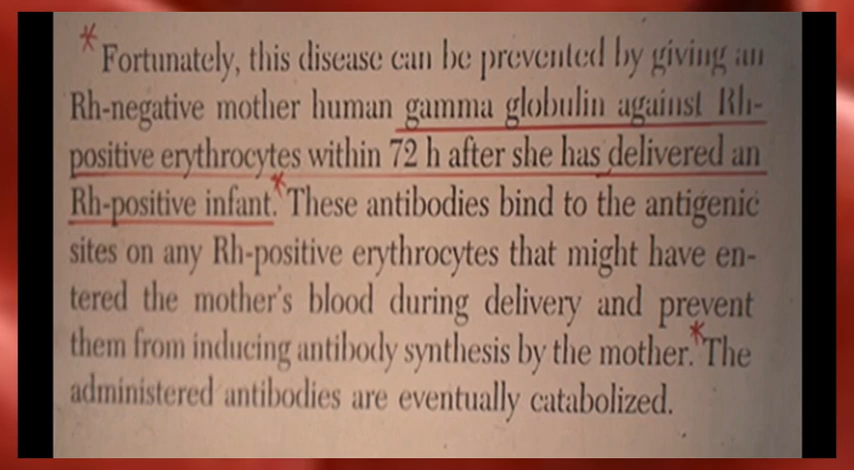 *Fortunately, this disease can be prevented by giving an
Rh-negative mother human gamma globulin against Rh-
positive erythrocytes within 72 h after she has delivered an
Rh-positive infant.* These antibodies bind to the antigenic
sites on any Rh-positive erythrocytes that might have en-
tered the mother's blood during delivery and prevent
them from inducing antibody synthesis by the mother.* The
administered antibodies are eventually catabolized.